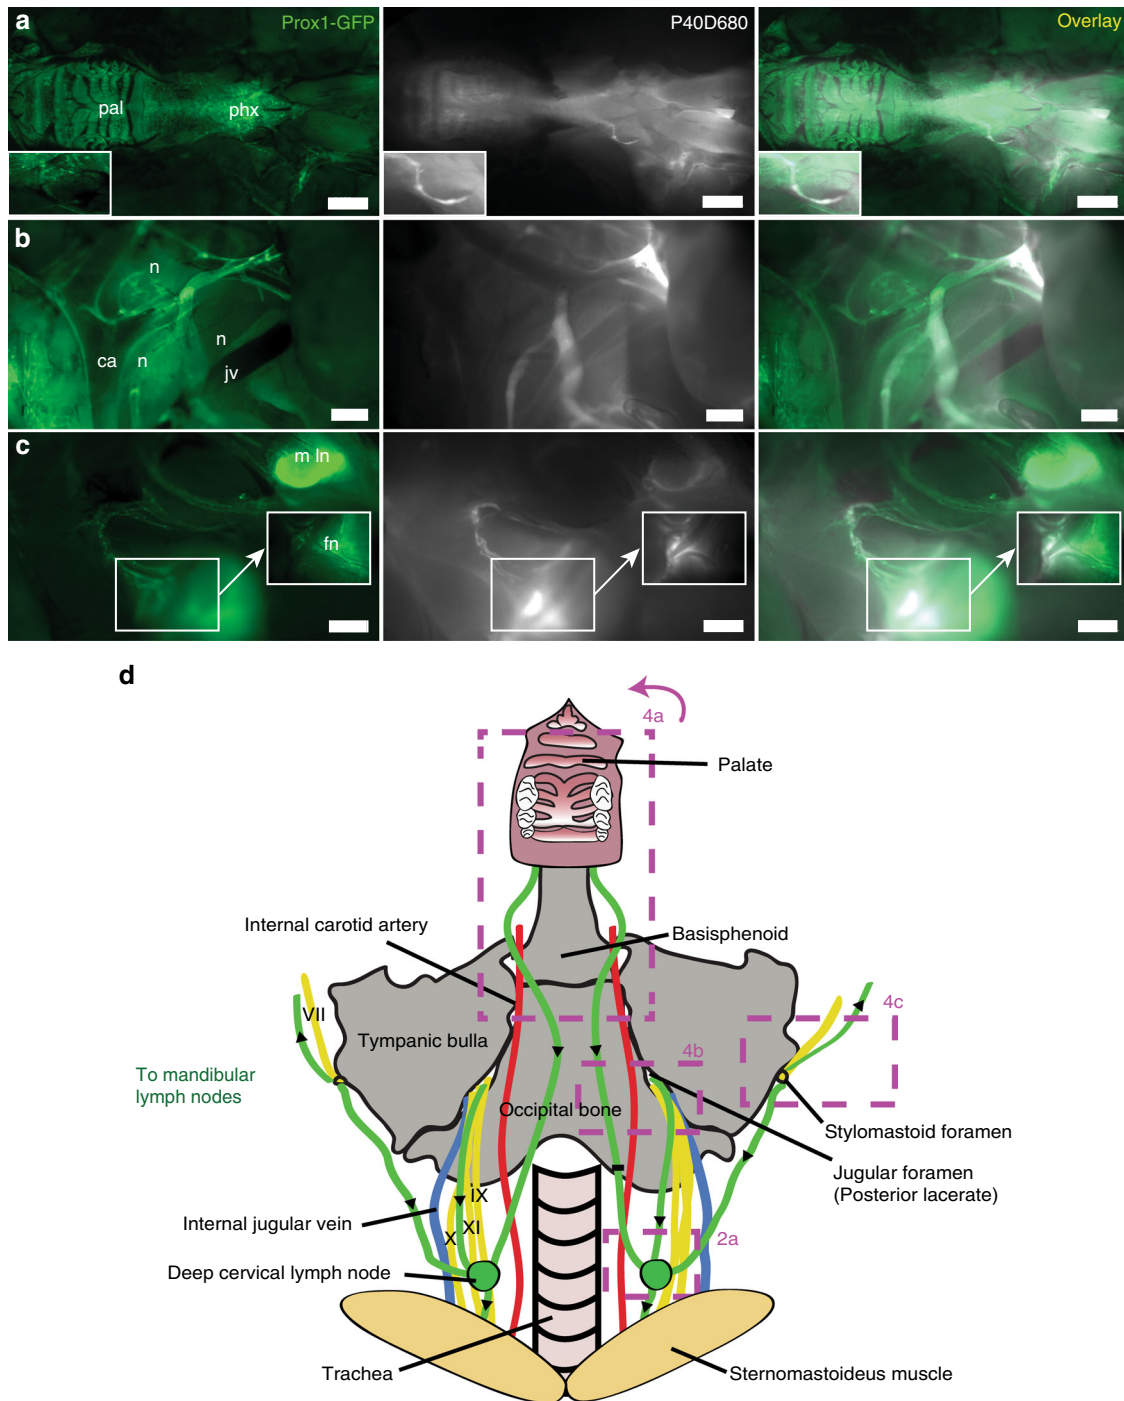 a
Prox1-GFP
P40D680
Overlay
pal
phx
b
n
n
ca
n
jv
c
m ln
fn
d
4a
Palate
Internal carotid artery
Basisphenoid
VII
4c
Tympanic bulla
4b
To mandibular
lymph nodes
Occipital bone
Stylomastoid foramen
Jugular foramen
(Posterior lacerate)
IX
Internal jugular vein
X
XI
2a
Deep cervical lymph node
Trachea
Sternomastoideus muscle